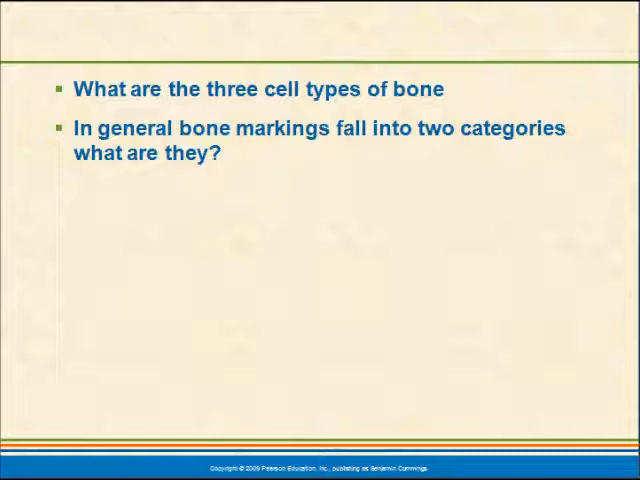 What are the three cell types of bone
In general bone markings fall into two categories
what are they?
Copyright © 2009 Pearson Education, Inc., publishing as Benjamin Cummings